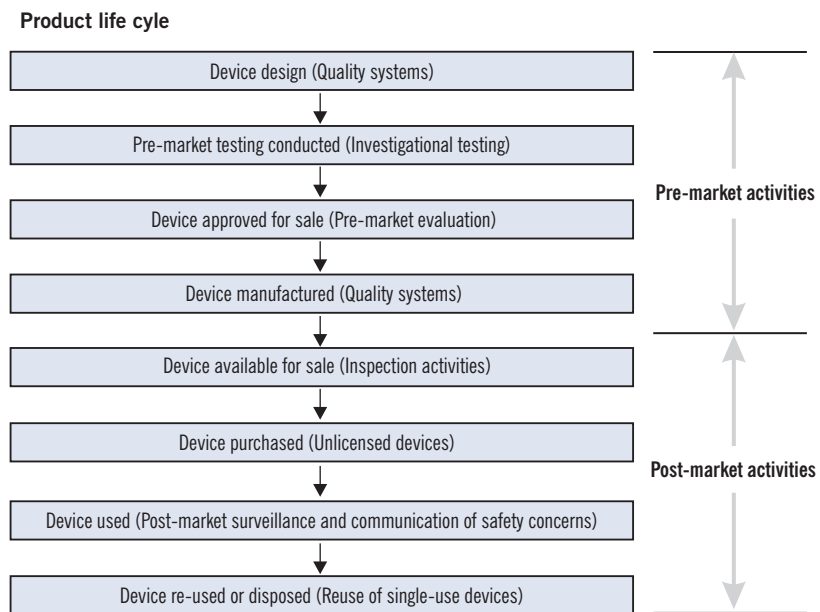 Product life cyle
Device design (Quality systems)
Pre-market testing conducted (Investigational testing)
Device approved for sale (Pre-market evaluation)
Device manufactured (Quality systems)
Device available for sale (Inspection activities)
Device purchased (Unlicensed devices)
Device used (Post-market surveillance and communication of safety concerns)
Device re-used or disposed (Reuse of single-use devices)
Pre-market activities
Post-market activities